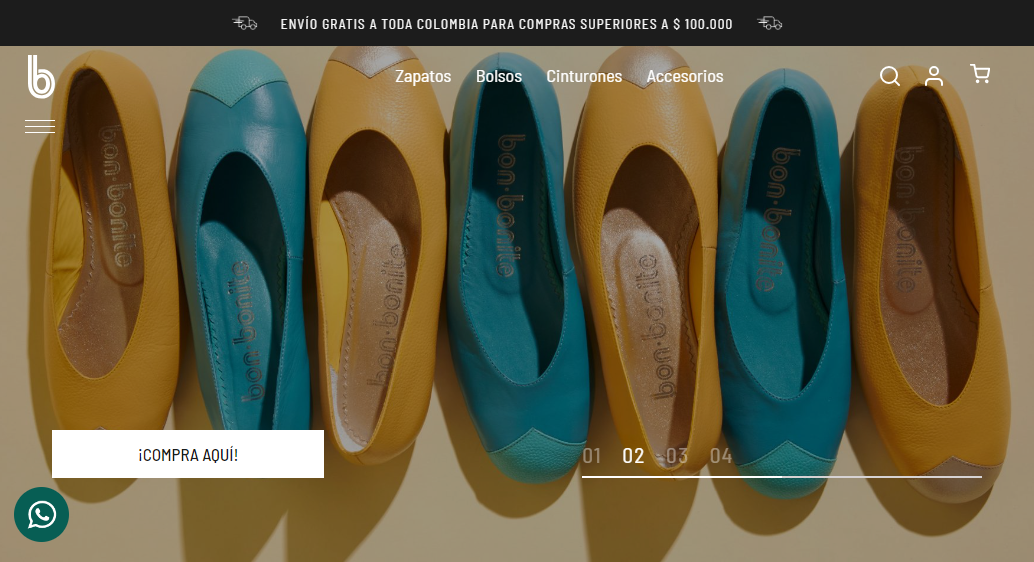 ENVÍO GRATIS A TODA COLOMBIA PARA COMPRAS SUPERIORES A $ 100.000
b
Zapatos Bolsos Cinturones Accesorios
bon·bonite
bon·bonite
bon·bonite
bon·bonite
bon·bonite
bon·bonite
bon·bonite
¡COMPRA AQUÍ!
01 02 03 04